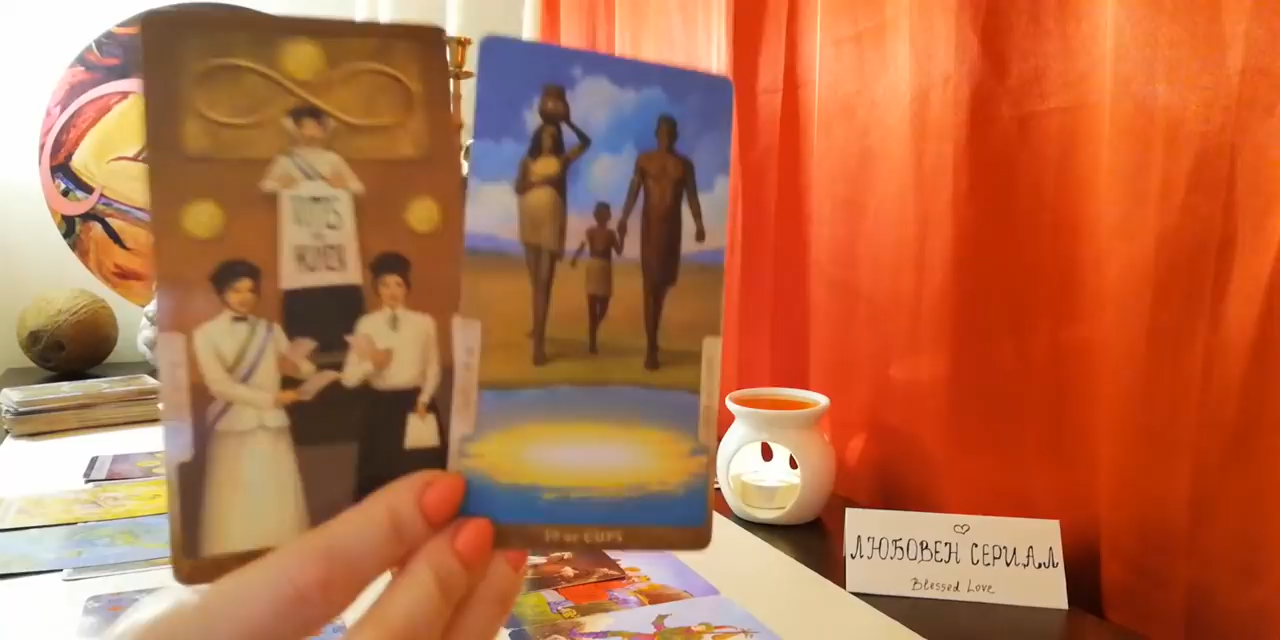 VOTES
for
WOMEN
10 OF CUPS
ЛЮБОВЕН СЕРИАЛ
Blessed Love